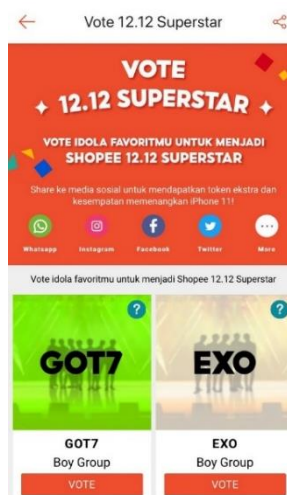 Vote 12.12 Superstar
VOTE
12.12 SUPERSTAR
VOTE IDOLA FAVORITMU UNTUK MENJADI
SHOPEE 12.12 SUPERSTAR
Share ke media sosial untuk mendapatkan token ekstra dan
kesempatan memenangkan iPhone 11!
Whatsapp Instagram Facebook Twitter More
Vote idola favoritmu untuk menjadi Shopee 12.12 Superstar
? ?
GOT7 EXO
GOT7 EXO
Boy Group Boy Group
VOTE VOTE